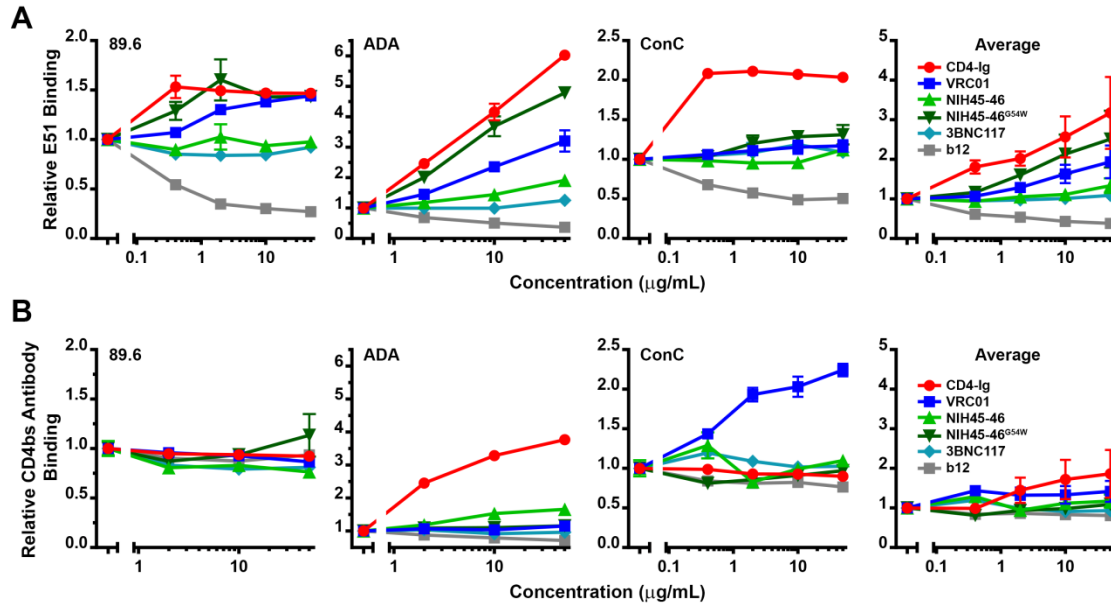 A
Relative E51 Binding
89.6
2.0
1.5
1.0
0.5
0.0
0.1
1
10
ADA
6
5
4
3
2
1
0
1
10
ConC
2.5
2.0
1.5
1.0
0.5
0.0
0.1
1
10
Average
5
4
3
2
1
0
0.1
1
10
CD4-Ig
VRC01
NIH45-46
NIH45-46G54W
3BNC117
b12
Concentration (μg/mL)
B
Relative CD4bs Antibody
Binding
89.6
2.0
1.5
1.0
0.5
0.0
10
ADA
6
5
4
3
2
1
0
1
10
ConC
2.5
2.0
1.5
1.0
0.5
0.0
0.1
1
10
Average
5
4
3
2
1
0
0.1
1
10
CD4-Ig
VRC01
NIH45-46
NIH45-46G54W
3BNC117
b12
Concentration (μg/mL)